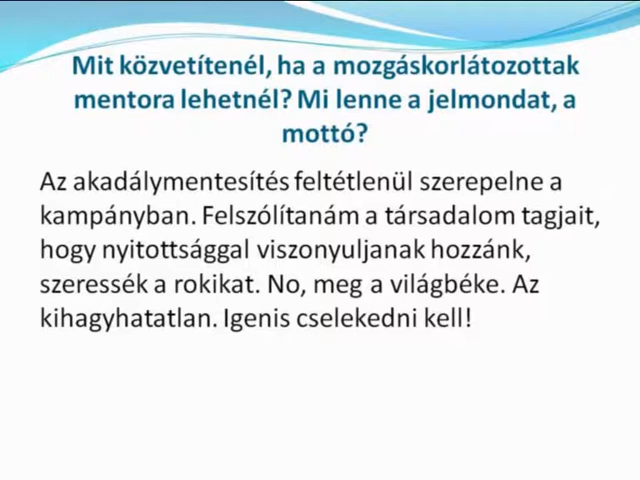 Mit közvetítenél, ha a mozgáskorlátozottak
mentora lehetnél? Mi lenne a jelmondat, a
mottó?
Az akadálymentesítés feltétlenül szerepelne a
kampányban. Felszólítanám a társadalom tagjait,
hogy nyitottsággal viszonyuljanak hozzánk,
szeressék a rokikat. No, meg a világbéke. Az
kihagyhatatlan. Igenis cselekedni kell!